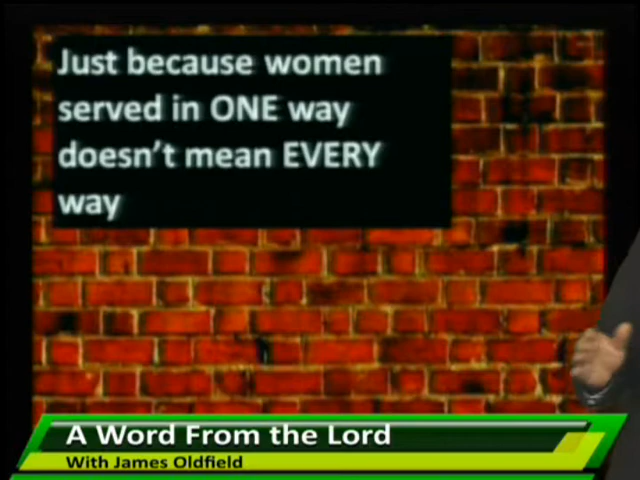 Just because women
served in ONE way
doesn't mean EVERY
way
A Word From the Lord
With James Oldfield